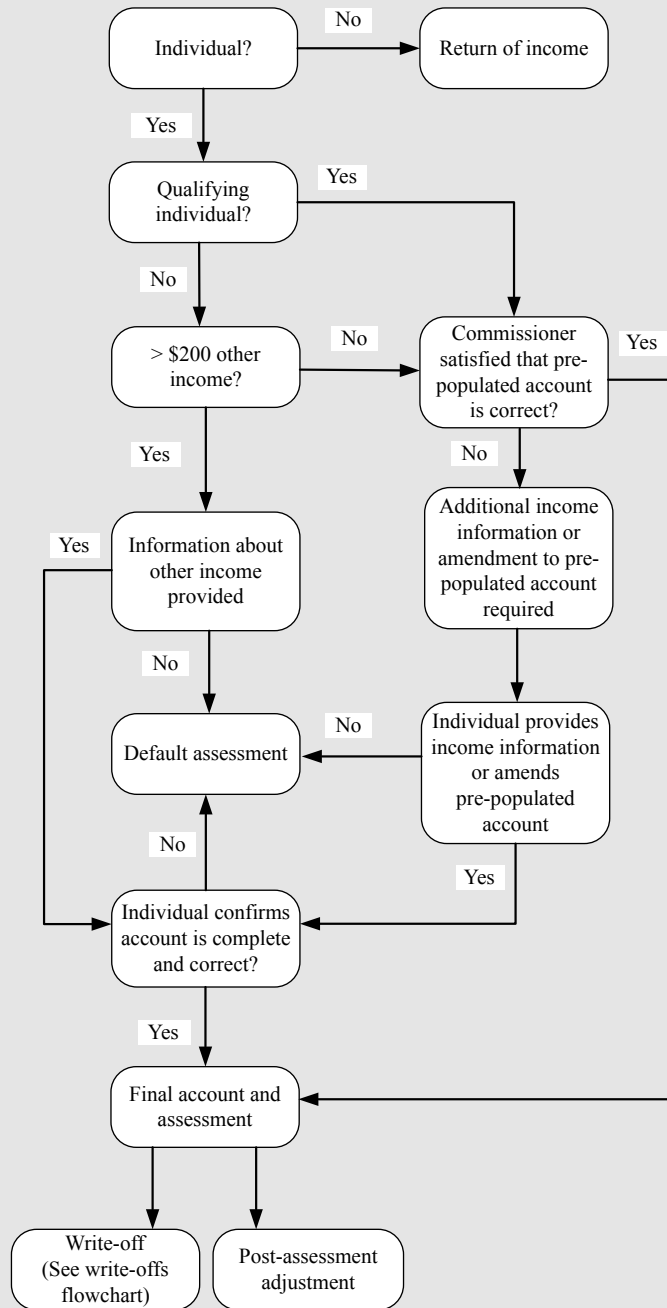 No
Individual?
Return of income
Yes
Qualifying
individual?
Yes
No
> $200 other
income?
No
Commissioner
satisfied that pre-
populated account
is correct?
Yes
Yes
No
Yes
Information about
other income
provided
Additional income
information or
amendment to pre-
populated account
required
No
Default assessment
No
Individual provides
income information
or amends
pre-populated
account
No
Yes
Individual confirms
account is complete
and correct?
Yes
Final account and
assessment
Write-off
(See write-offs
flowchart)
Post-assessment
adjustment